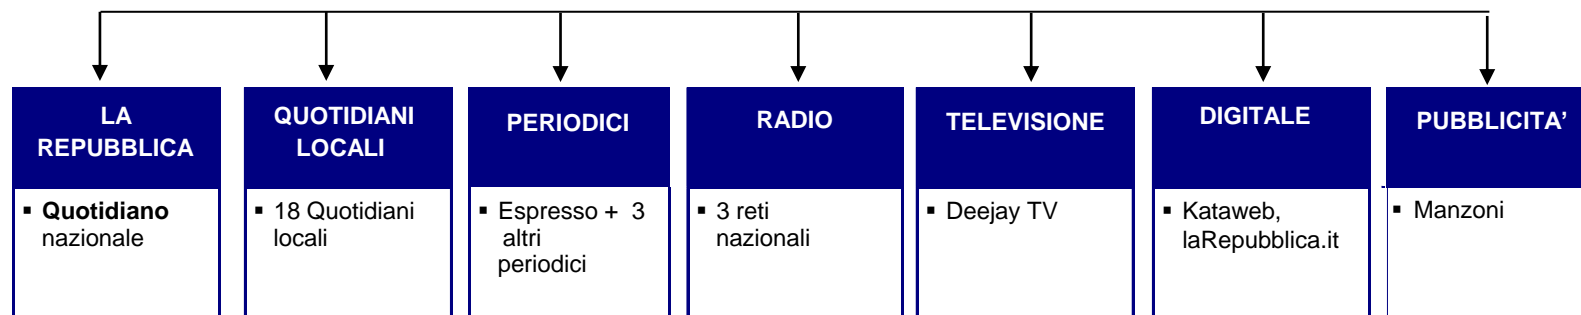 LA
REPUBBLICA
▪ Quotidiano
nazionale
QUOTIDIANI
LOCALI
▪ 18 Quotidiani
locali
PERIODICI
▪ Espresso + 3
altri
periodici
RADIO
▪ 3 reti
nazionali
TELEVISIONE
▪ Deejay TV
DIGITALE
▪ Kataweb,
laRepubblica.it
PUBBLICITA’
▪ Manzoni